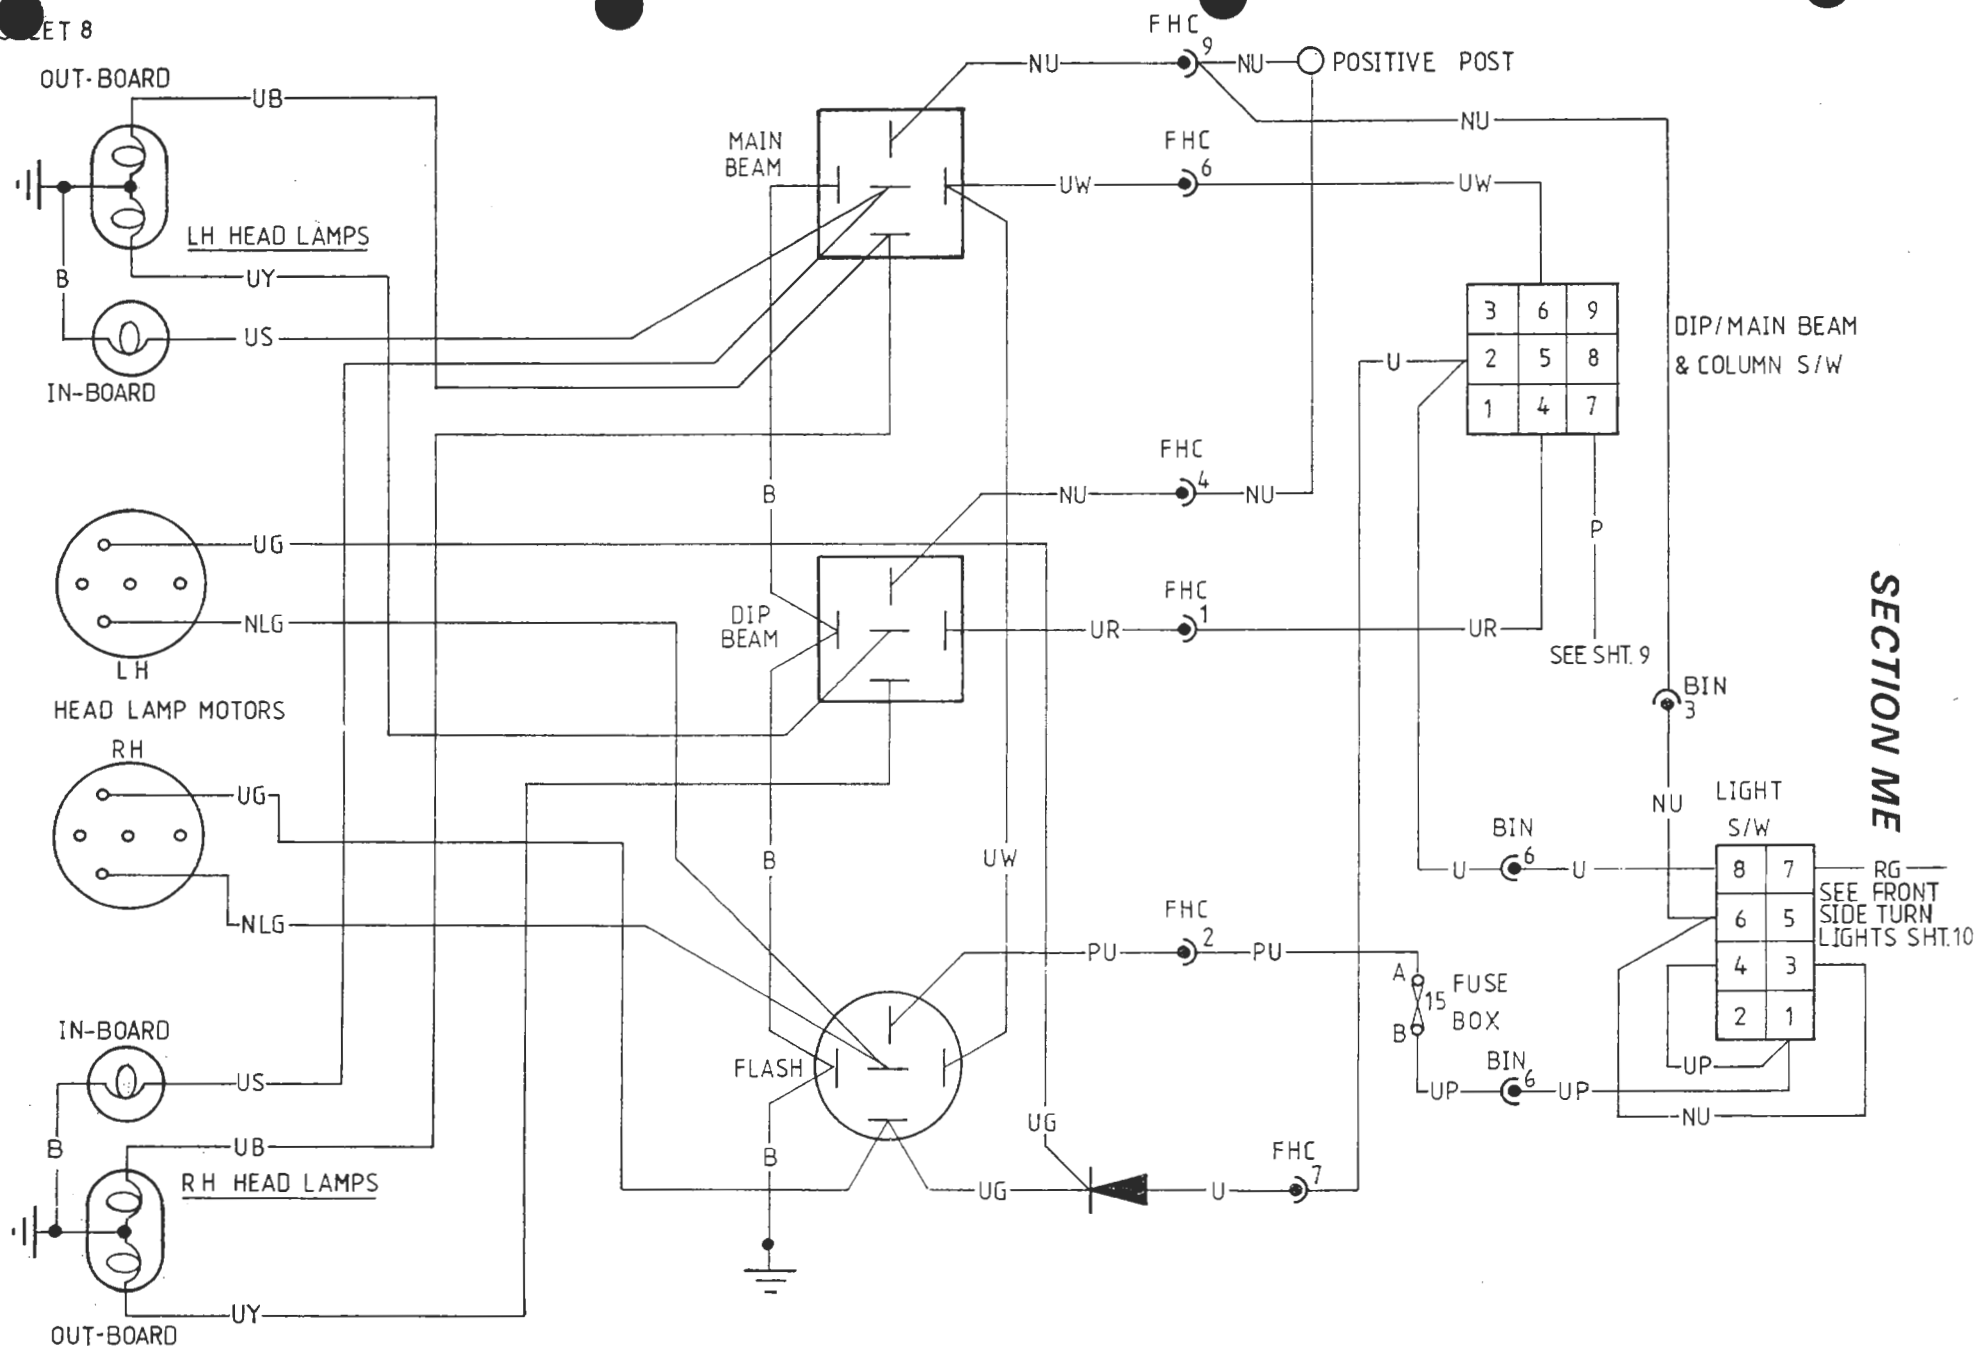 ET 8
OUT-BOARD
UB
LH HEAD LAMPS
B
UY
US
IN-BOARD
MAIN
BEAM
NU
FHC
9
NU
POSITIVE POST
NU
FHC
6
UW
UW
3 6 9
2 5 8
1 4 7
DIP/MAIN BEAM
& COLUMN S/W
U
FHC
4
NU
NU
B
P
SEE SHT. 9
UG
NLG
LH
HEAD LAMP MOTORS
RH
UG
NLG
DIP
BEAM
FHC
1
UR
UR
BIN
3
NU
SECTION ME
LIGHT
S/W
BIN
6
U
U
8 7
6 5
4 3
2 1
RG
SEE FRONT
SIDE TURN
LIGHTS SHT.10
B
UW
FHC
2
PU
PU
A
15
B
FUSE
BOX
BIN
6
UP
UP
UP
NU
FLASH
B
UG
UG
U
FHC
7
IN-BOARD
US
B
UB
RH HEAD LAMPS
UY
OUT-BOARD